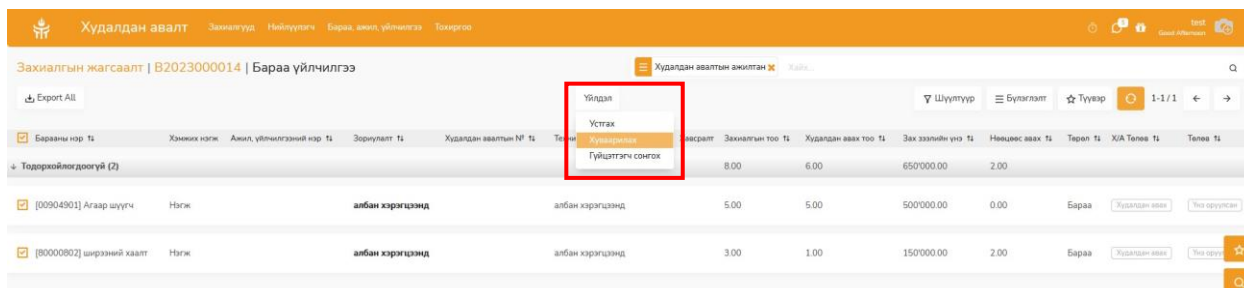 Худалдан авалт Захиалгууд Нийлүүлэгч Бараа, ажил, үйлчилгээ Тохиргоо test
Good Afternoon
Захиалгын жагсаалт | B2023000014 | Бараа үйлчилгээ Худалдан авалтын ажилтан Хайх...
Export All Үйлдэл Шүүлтүүр Бүлэглэлт Түүвэр 1-1 / 1
Устгах
Хуваарилах
Гүйцэтгэгч сонгох
Барааны нэр Хэмжих нэгж Ажил, үйлчилгээний нэр Зориулалт Худалдан авалтын № Хавсралт Захиалгын тоо Худалдан авах тоо Зах зээлийн үнэ Нөөцөөс авах Төрөл Х/А Төлөв Төлөв
Тодорхойлогдоогүй (2) 8.00 6.00 650'000.00 2.00
[00904901] Агаар шүүгч Нэгж албан хэрэгцээнд албан хэрэгцээнд 5.00 5.00 500'000.00 0.00 Бараа Худалдан авах Үнэ оруулсан
[80000802] ширээний хаалт Нэгж албан хэрэгцээнд албан хэрэгцээнд 3.00 1.00 150'000.00 2.00 Бараа Худалдан авах